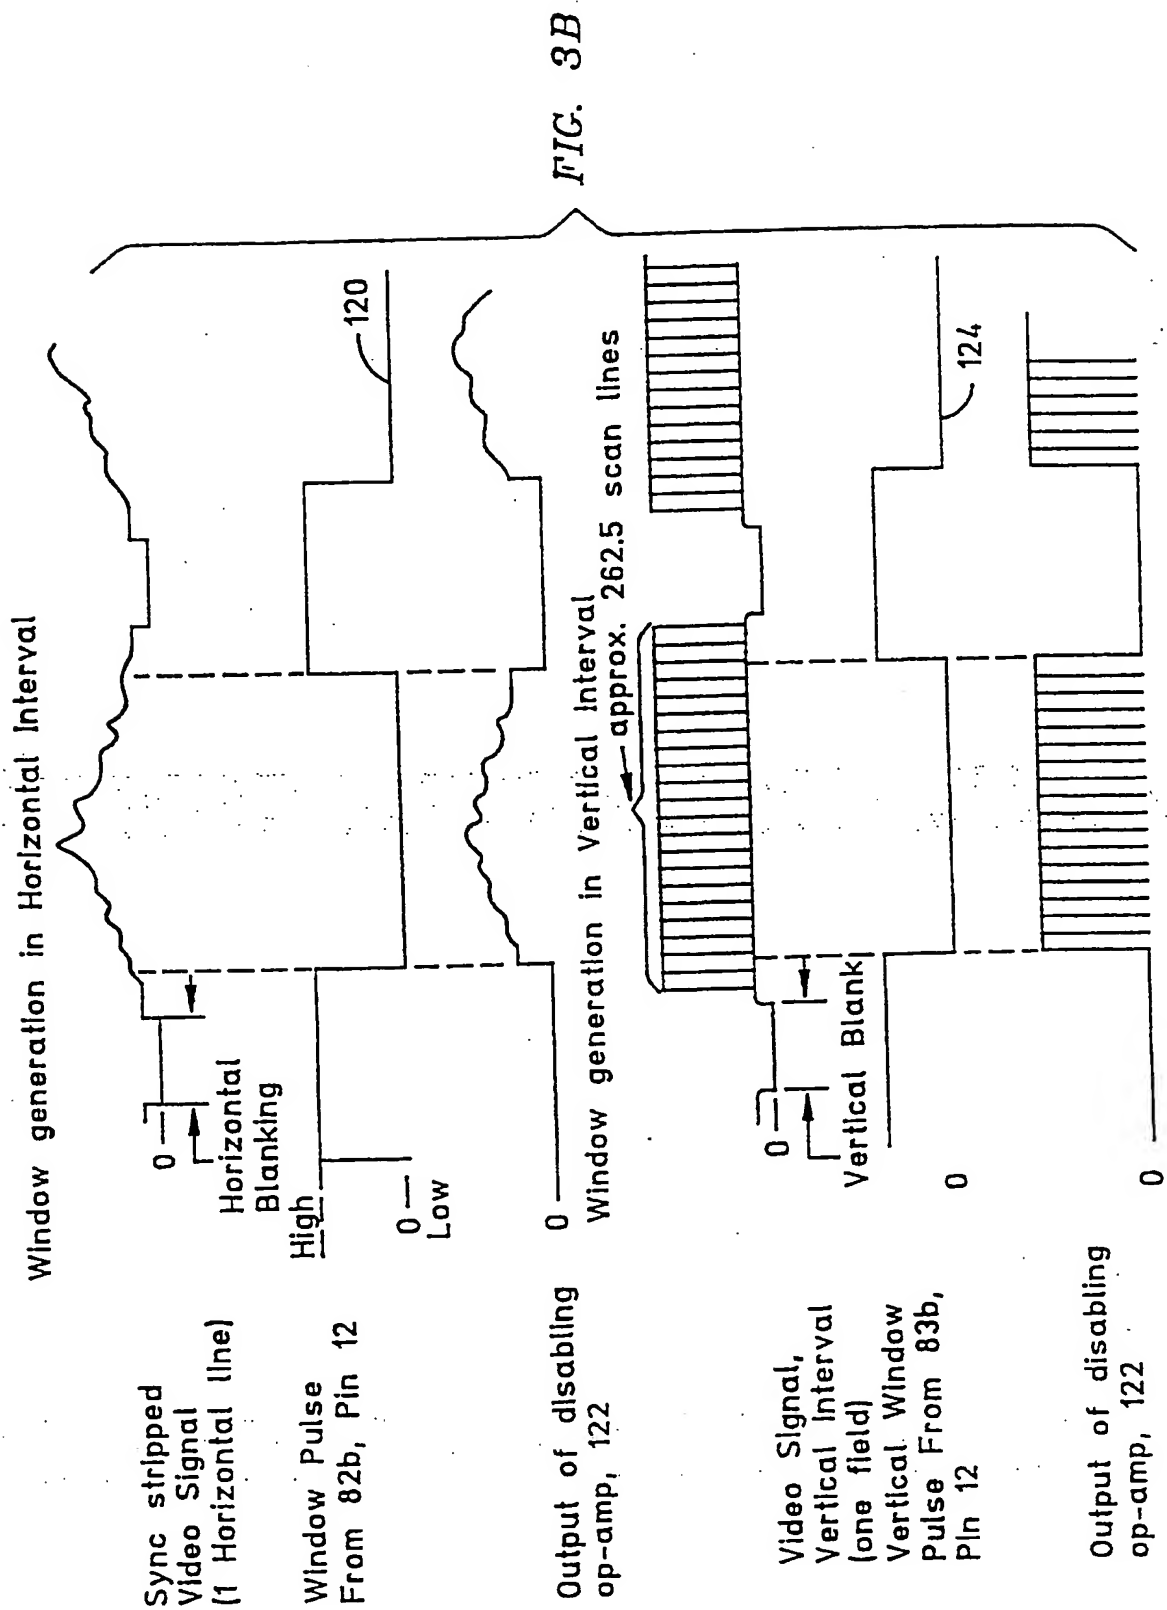 Window generation in Horizontal Interval
Sync stripped
Video Signal
(1 Horizontal line)
0
Horizontal
Blanking
Window Pulse
From 82b, Pin 12
High
0
Low
120
Output of disabling
op-amp, 122
0
Window generation in Vertical Interval
approx. 262.5 scan lines
Video Signal,
Vertical Interval
(one field)
0
Vertical Blank
Vertical Window
Pulse From 83b,
Pin 12
0
124
Output of disabling
op-amp, 122
0
FIG. 3B